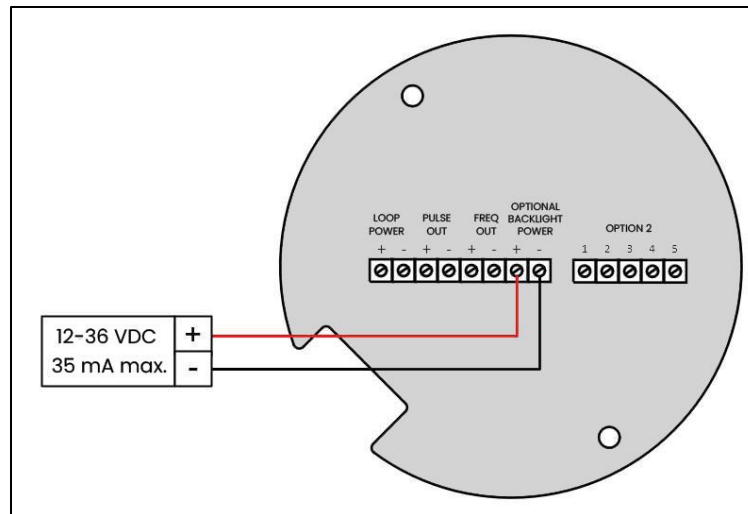 OPTIONAL
LOOP PULSE FREQ BACKLIGHT
POWER OUT OUT POWER
OPTION 2
+ - + - + - + -
1 2 3 4 5
12-36 VDC +
35 mA max. -